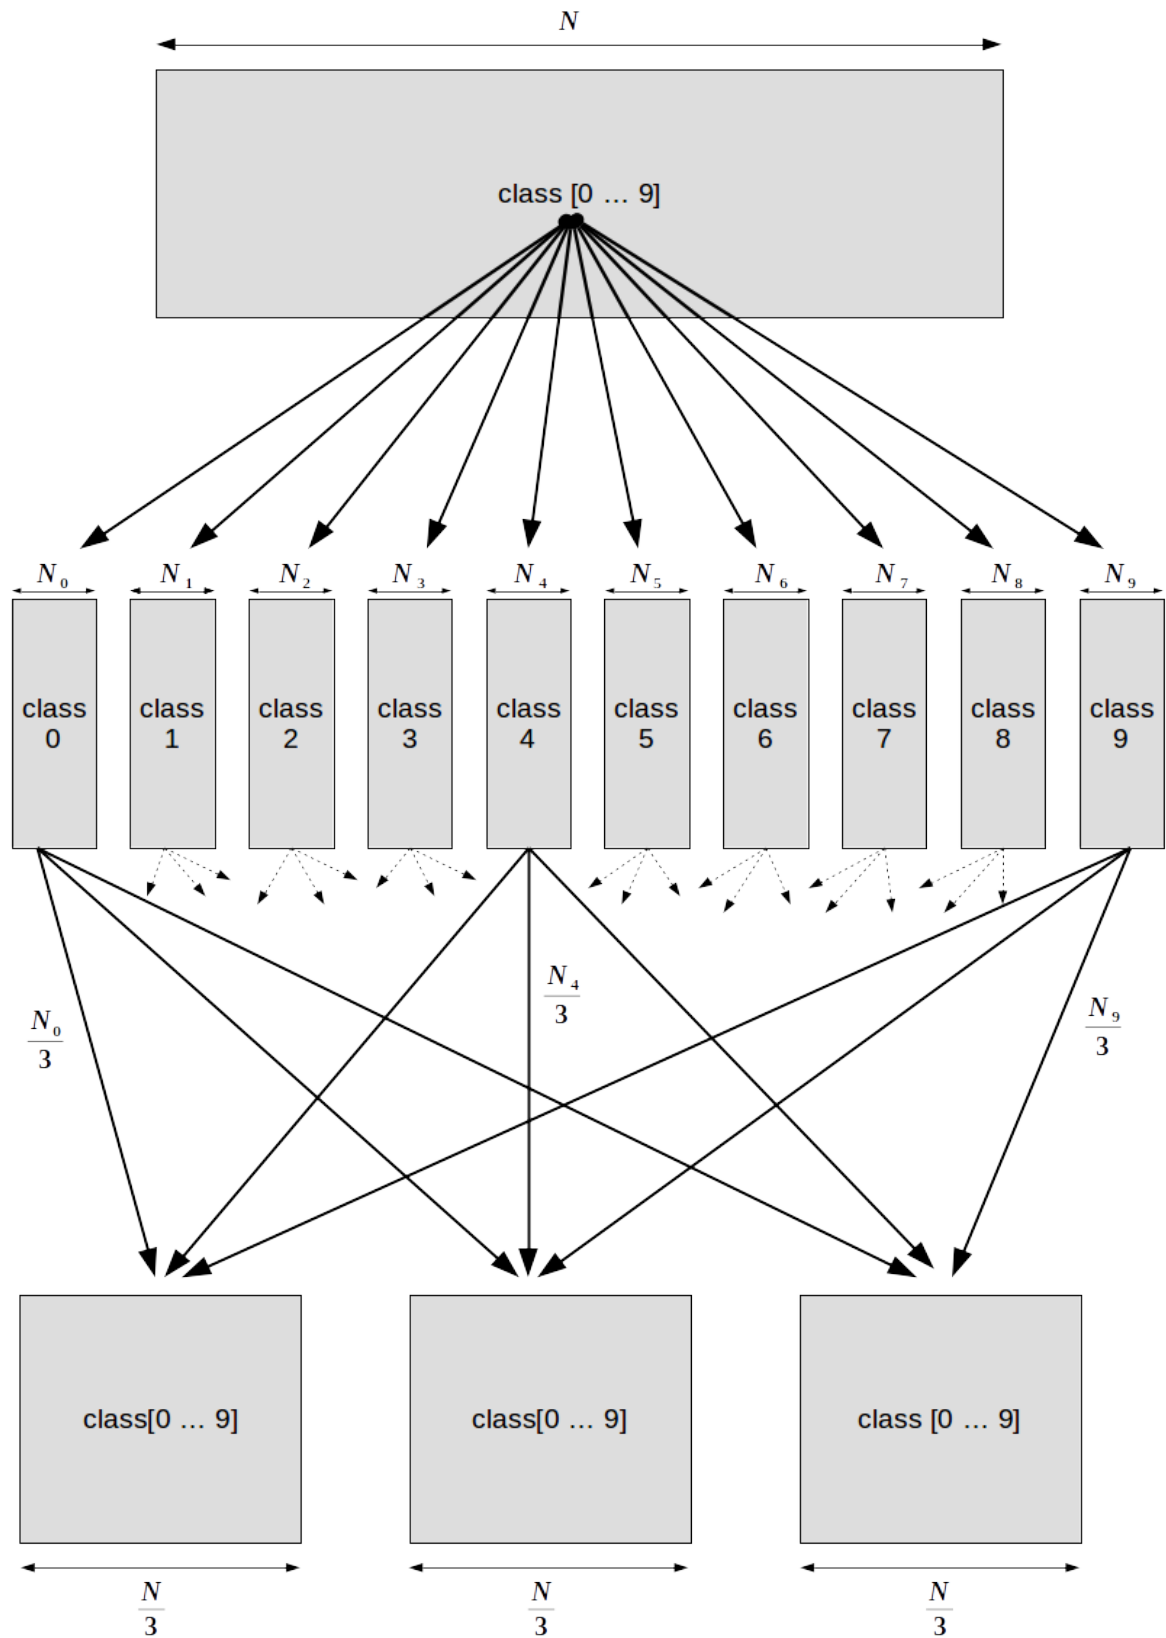 N
class [0 ... 9]
N₀ N₁ N₂ N₃ N₄ N₅ N₆ N₇ N₈ N₉
class class class class class class class class class class
0 1 2 3 4 5 6 7 8 9
N₄
3
N₀
3
N₉
3
class[0 ... 9] class[0 ... 9] class [0 ... 9]
N N N
3 3 3